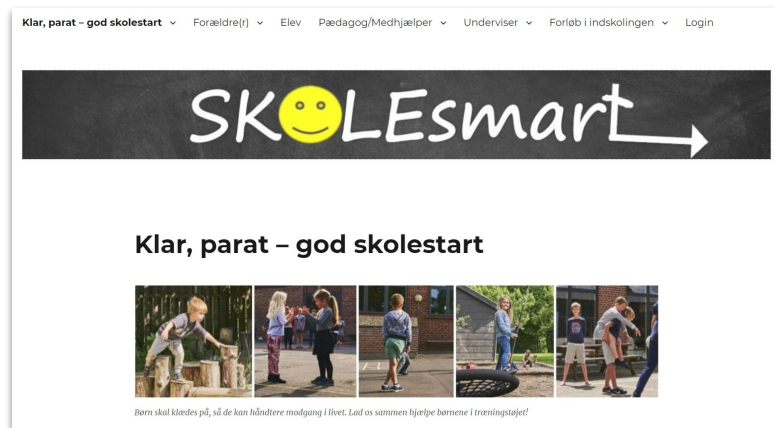 Klar, parat – god skolestart Forældre(r) Elev Pædagog/Medhjælper Underviser Forløb i indskolingen Login
SKOLEsmart
Klar, parat – god skolestart
Børn skal klædes på, så de kan håndtere modgang i livet. Lad os sammen hjælpe børnene i træningstøjet!